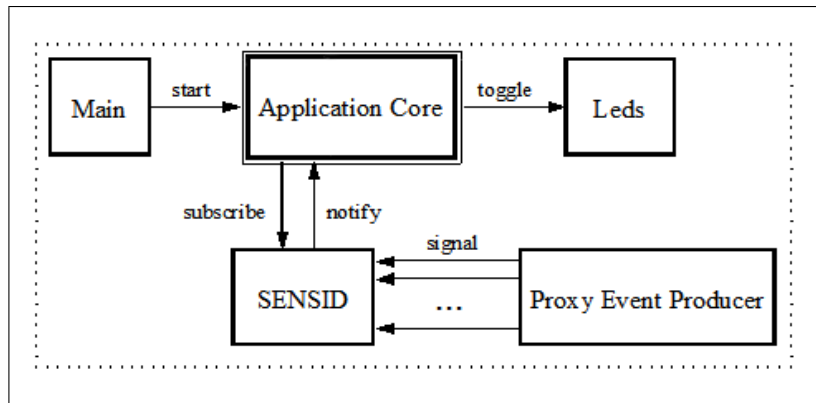 start
toggle
Main
Application Core
Leds
subscribe
notify
signal
SENSID
...
Proxy Event Producer